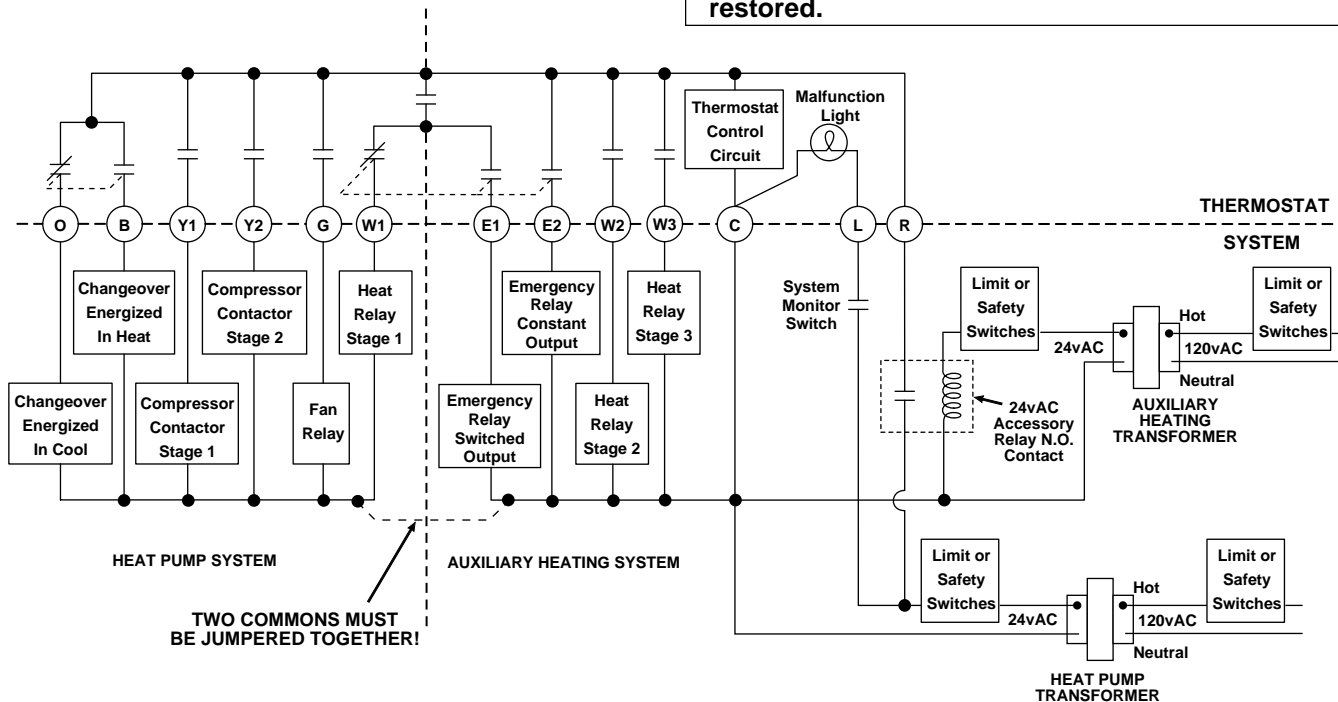 restored.
Thermostat
Control
Circuit
Malfunction
Light
O
B
Y1
Y2
G
W1
E1
E2
W2
W3
C
L
R
THERMOSTAT
SYSTEM
Changeover
Energized
In Heat
Compressor
Contactor
Stage 2
Heat
Relay
Stage 1
Emergency
Relay
Constant
Output
Heat
Relay
Stage 3
System
Monitor
Switch
Limit or
Safety
Switches
Hot
24vAC
120vAC
Neutral
Limit or
Safety
Switches
AUXILIARY
HEATING
TRANSFORMER
Changeover
Energized
In Cool
Compressor
Contactor
Stage 1
Fan
Relay
Emergency
Relay
Switched
Output
Heat
Relay
Stage 2
24vAC
Accessory
Relay N.O.
Contact
HEAT PUMP SYSTEM
AUXILIARY HEATING SYSTEM
TWO COMMONS MUST
BE JUMPERED TOGETHER!
Limit or
Safety
Switches
Hot
24vAC
120vAC
Neutral
Limit or
Safety
Switches
HEAT PUMP
TRANSFORMER